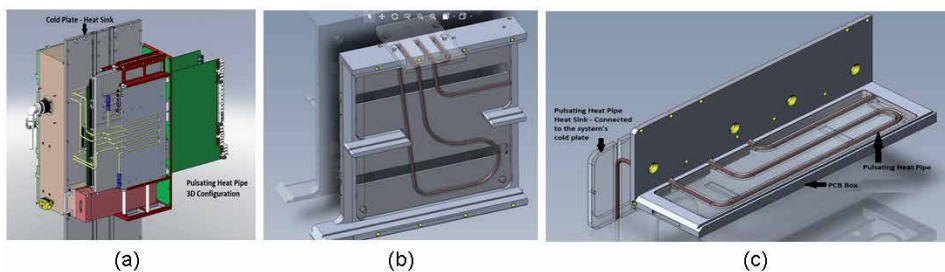 Cold Plate - Heat Sink
Pulsating Heat Pipe
3D Configuration
Pulsating Heat Pipe
Heat Sink - Connected
to the system's
cold plate
Pulsating Heat Pipe
PCB Box
(a)
(b)
(c)